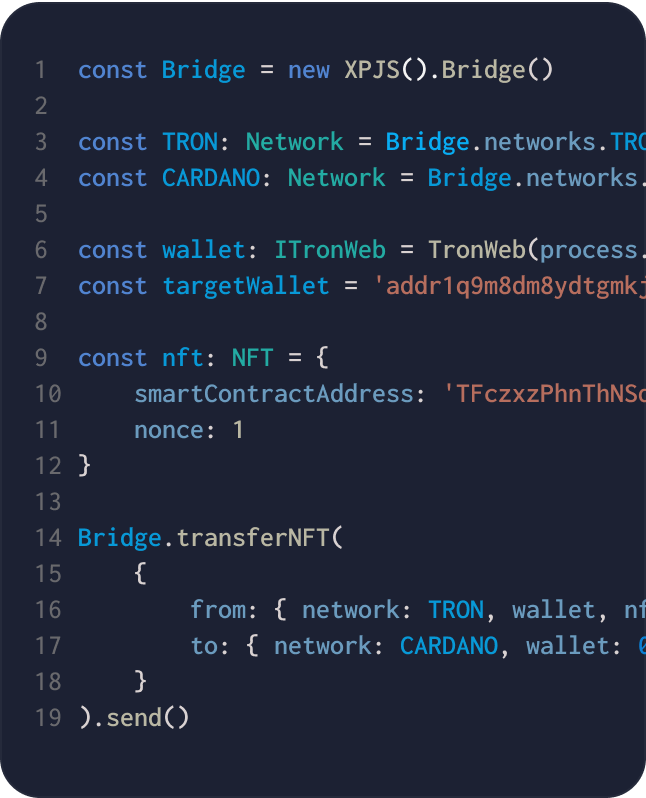 1 const Bridge = new XPJS().Bridge()
2
3 const TRON: Network = Bridge.networks.TRO
4 const CARDANO: Network = Bridge.networks.
5
6 const wallet: ITronWeb = TronWeb(process.
7 const targetWallet = 'addr1q9m8dm8ydtgmkj
8
9 const nft: NFT = {
10 smartContractAddress: 'TFczxzPhnThNSc
11 nonce: 1
12 }
13
14 Bridge.transferNFT(
15 {
16 from: { network: TRON, wallet, nf
17 to: { network: CARDANO, wallet: 0
18 }
19 ).send()